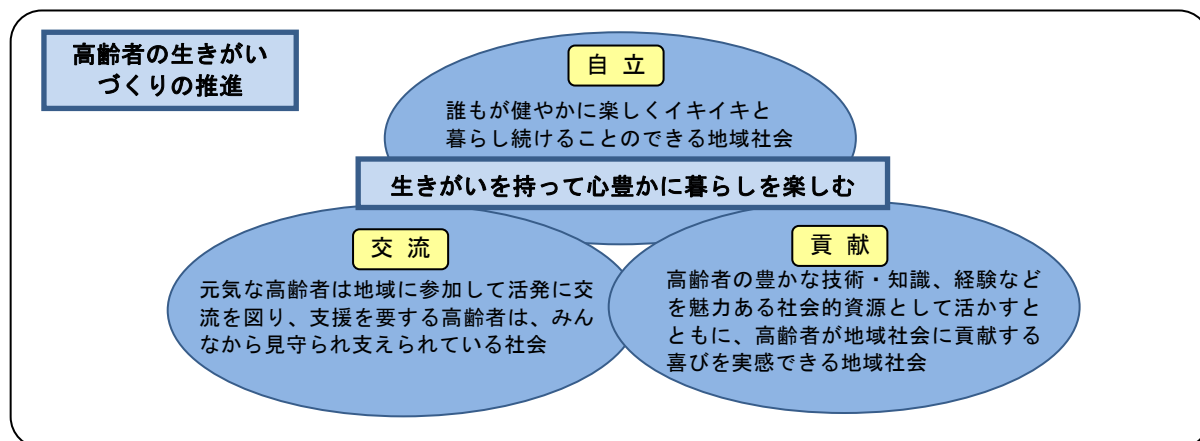 高齢者の生きがい
づくりの推進
自 立
誰もが健やかに楽しくイキイキと
暮らし続けることのできる地域社会
生きがいを持って心豊かに暮らしを楽しむ
交 流
元気な高齢者は地域に参加して活発に交
流を図り、支援を要する高齢者は、みん
なから見守られ支えられている社会
貢 献
高齢者の豊かな技術・知識、経験など
を魅力ある社会的資源として活かすと
ともに、高齢者が地域社会に貢献する
喜びを実感できる地域社会